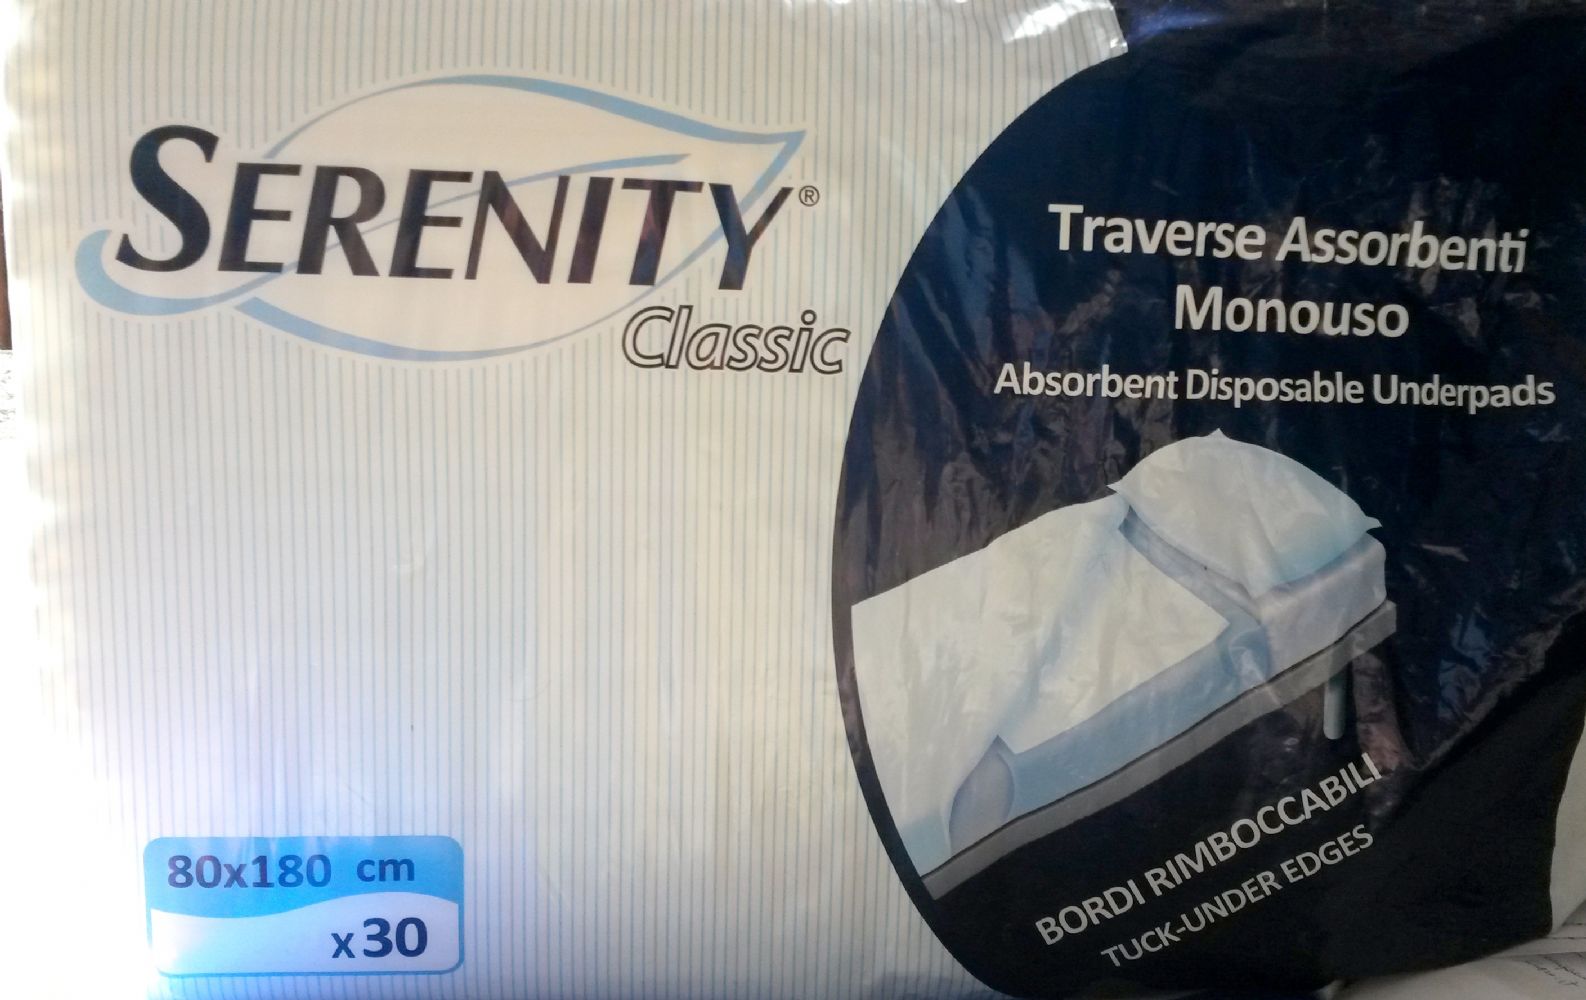 SERENITY®
Classic
Traverse Assorbenti
Monouso
Absorbent Disposable Underpads
BORDI RIMBOCCABILI
TUCK-UNDER EDGES
80x180 cm
x30